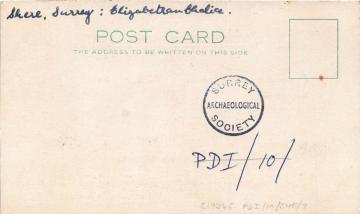 Shere, Surrey: Elizabethan Chalice.
POST CARD
THE ADDRESS TO BE WRITTEN ON THIS SIDE
SURREY
ARCHAEOLOGICAL
SOCIETY
PDI/10/